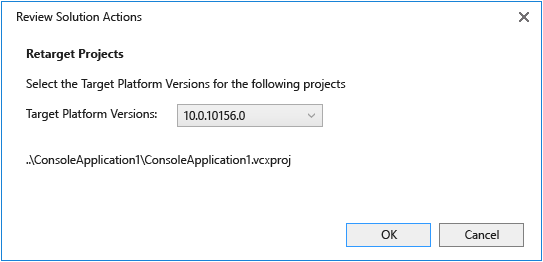 Review Solution Actions
Retarget Projects
Select the Target Platform Versions for the following projects
Target Platform Versions: 10.0.10156.0
..\ConsoleApplication1\ConsoleApplication1.vcxproj
OK Cancel